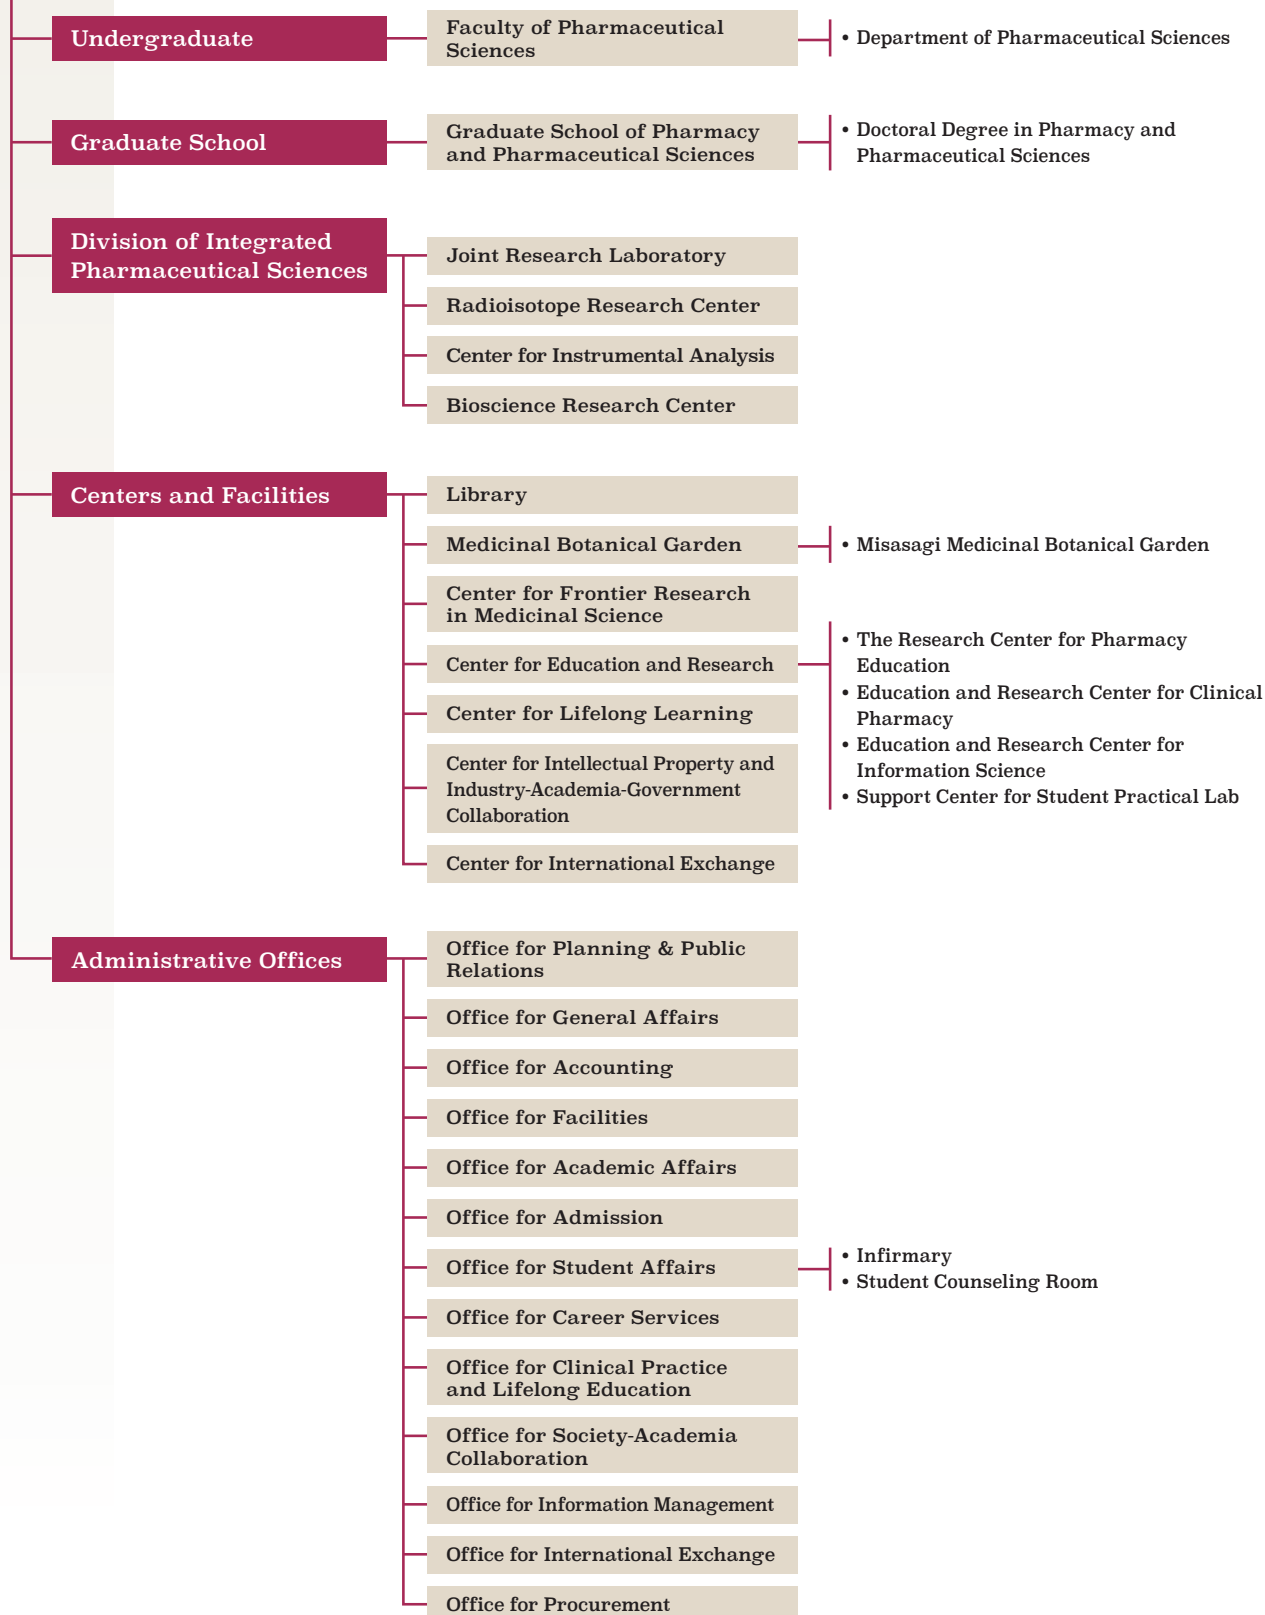 Undergraduate
Faculty of Pharmaceutical
Sciences
• Department of Pharmaceutical Sciences
Graduate School
Graduate School of Pharmacy
and Pharmaceutical Sciences
• Doctoral Degree in Pharmacy and
Pharmaceutical Sciences
Division of Integrated
Pharmaceutical Sciences
Joint Research Laboratory
Radioisotope Research Center
Center for Instrumental Analysis
Bioscience Research Center
Centers and Facilities
Library
Medicinal Botanical Garden
• Misasagi Medicinal Botanical Garden
Center for Frontier Research
in Medicinal Science
Center for Education and Research
• The Research Center for Pharmacy
Education
• Education and Research Center for Clinical
Pharmacy
• Education and Research Center for
Information Science
• Support Center for Student Practical Lab
Center for Lifelong Learning
Center for Intellectual Property and
Industry-Academia-Government
Collaboration
Center for International Exchange
Administrative Offices
Office for Planning & Public
Relations
Office for General Affairs
Office for Accounting
Office for Facilities
Office for Academic Affairs
Office for Admission
Office for Student Affairs
• Infirmary
• Student Counseling Room
Office for Career Services
Office for Clinical Practice
and Lifelong Education
Office for Society-Academia
Collaboration
Office for Information Management
Office for International Exchange
Office for Procurement